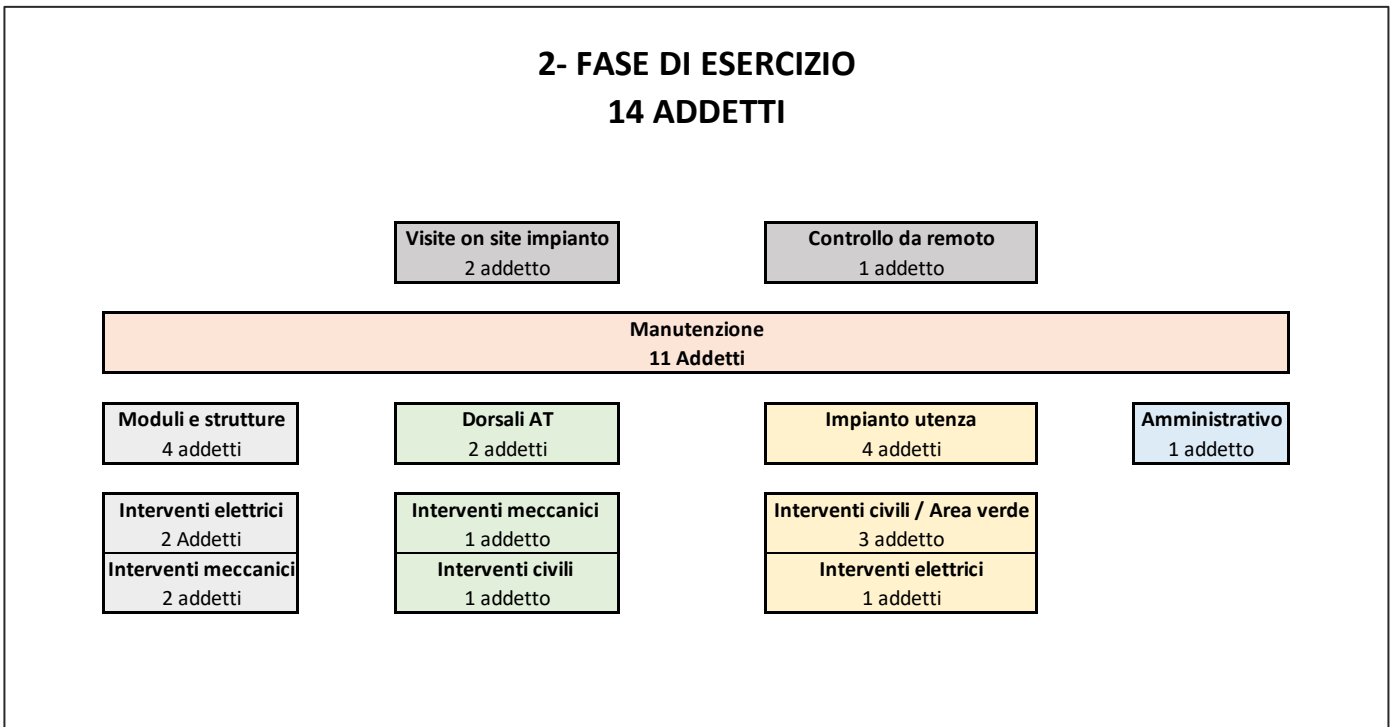 2- FASE DI ESERCIZIO
14 ADDETTI
Visite on site impianto
2 addetto
Controllo da remoto
1 addetto
Manutenzione
11 Addetti
Moduli e strutture
4 addetti
Dorsali AT
2 addetti
Impianto utenza
4 addetti
Amministrativo
1 addetto
Interventi elettrici
2 Addetti
Interventi meccanici
2 addetti
Interventi meccanici
1 addetto
Interventi civili
1 addetto
Interventi civili / Area verde
3 addetto
Interventi elettrici
1 addetti